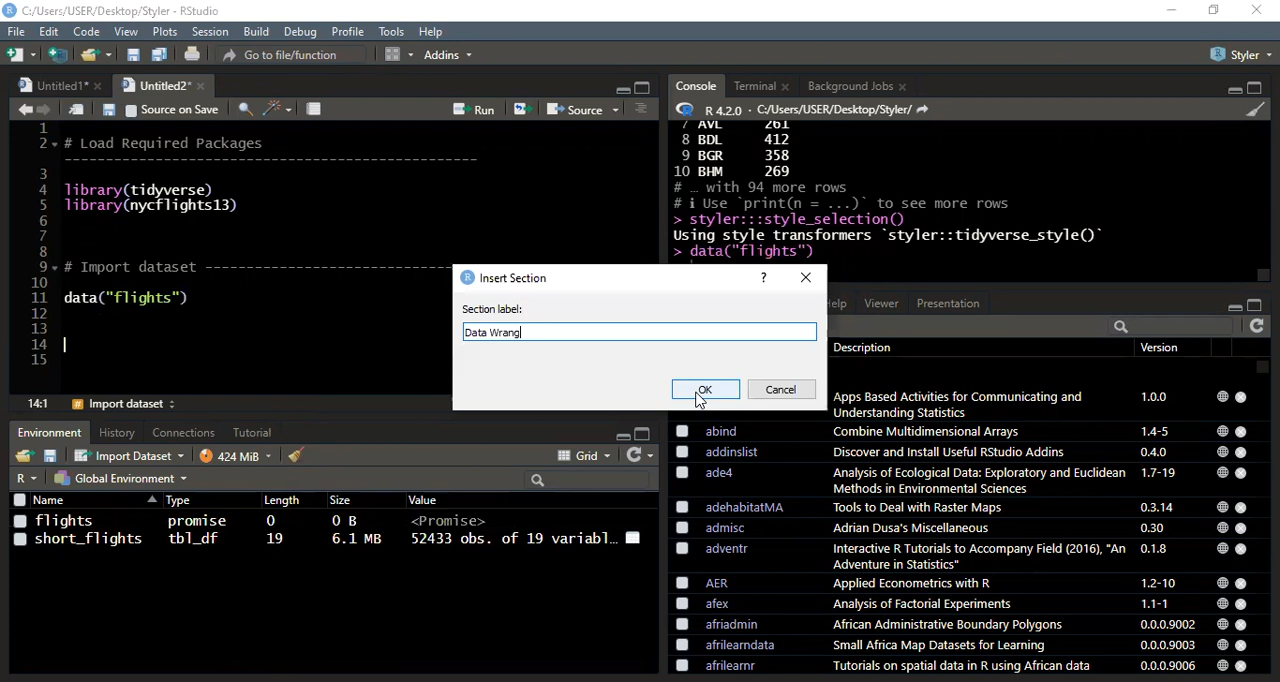 C:/Users/USER/Desktop/Styler - RStudio
File Edit Code View Plots Session Build Debug Profile Tools Help
Go to file/function Addins Styler
Untitled1* Untitled2*
Source on Save Run Source
1
2 # Load Required Packages
------------------------------------------------------
3
4 library(tidyverse)
5 library(nycflights13)
6
7
8
9 # Import dataset --------------------------------
10
11 data("flights")
12
13
14
15
14:1 # Import dataset
Console Terminal Background Jobs
R 4.2.0 · C:/Users/USER/Desktop/Styler/
7 AVL 261
8 BDL 412
9 BGR 358
10 BHM 269
# … with 94 more rows
# ℹ Use `print(n = ...)` to see more rows
> styler:::style_selection()
Using style transformers `styler::tidyverse_style()`
> data("flights")
Insert Section ?
Section label:
Data Wrang
OK Cancel
Environment History Connections Tutorial
Import Dataset 424 MiB Grid
R Global Environment
Name Type Length Size Value
flights promise 0 0 B <Promise>
short_flights tbl_df 19 6.1 MB 52433 obs. of 19 variabl…
Viewer Presentation
Description Version
Apps Based Activities for Communicating and Understanding Statistics 1.0.0
abind Combine Multidimensional Arrays 1.4-5
addinslist Discover and Install Useful RStudio Addins 0.4.0
ade4 Analysis of Ecological Data: Exploratory and Euclidean Methods in Environmental Sciences 1.7-19
adehabitatMA Tools to Deal with Raster Maps 0.3.14
admisc Adrian Dusa's Miscellaneous 0.30
adventr Interactive R Tutorials to Accompany Field (2016), "An Adventure in Statistics" 0.1.8
AER Applied Econometrics with R 1.2-10
afex Analysis of Factorial Experiments 1.1-1
afriadmin African Administrative Boundary Polygons 0.0.0.9002
afrilearndata Small Africa Map Datasets for Learning 0.0.0.9003
afrilearnr Tutorials on spatial data in R using African data 0.0.0.9006